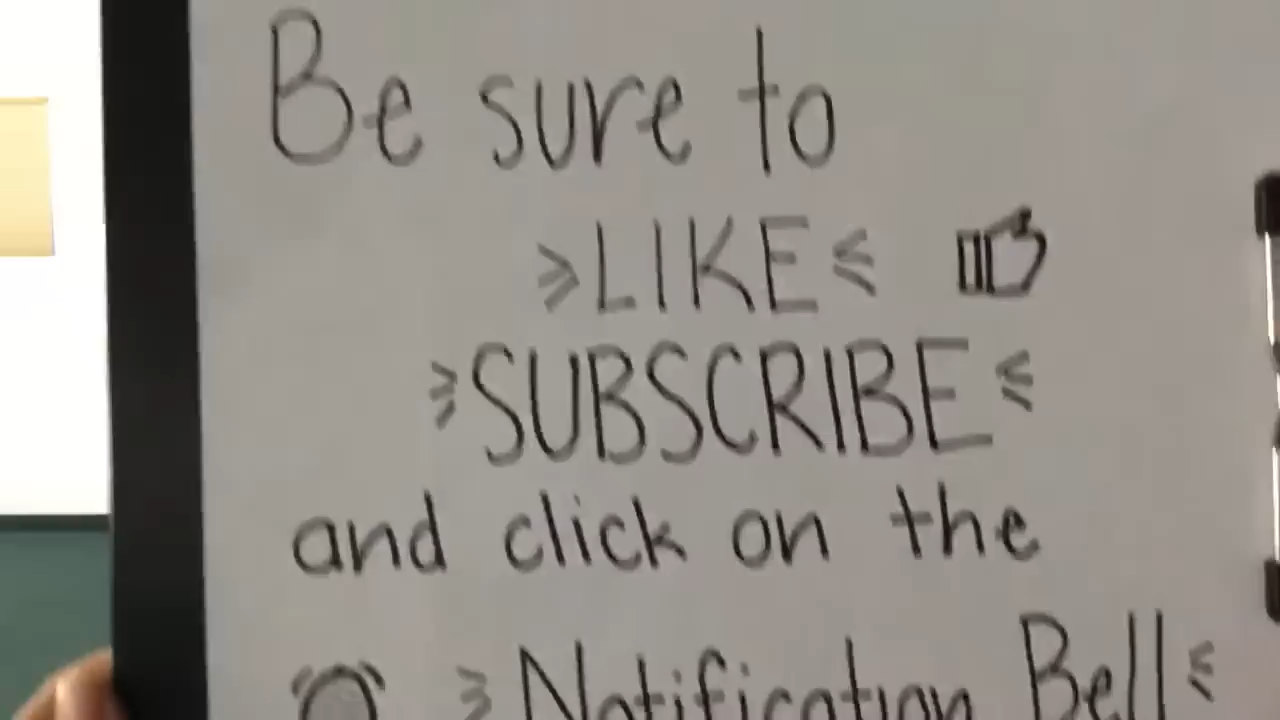 Be sure to
LIKE
SUBSCRIBE
and click on the
Notification Bell